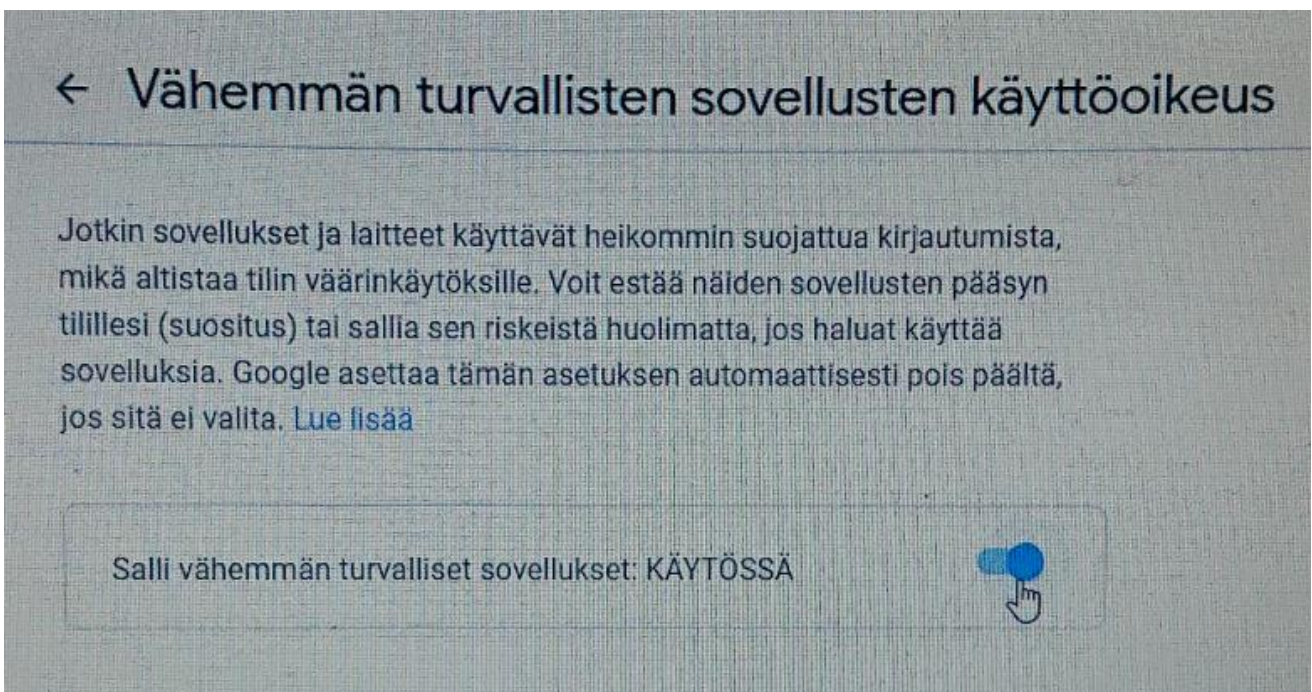 ← Vähemmän turvallisten sovellusten käyttöoikeus
Jotkin sovellukset ja laitteet käyttävät heikommin suojattua kirjautumista,
mikä altistaa tilin väärinkäytöksille. Voit estää näiden sovellusten pääsyn
tilillesi (suositus) tai sallia sen riskeistä huolimatta, jos haluat käyttää
sovelluksia. Google asettaa tämän asetuksen automaattisesti pois päältä,
jos sitä ei valita. Lue lisää
Salli vähemmän turvalliset sovellukset: KÄYTÖSSÄ